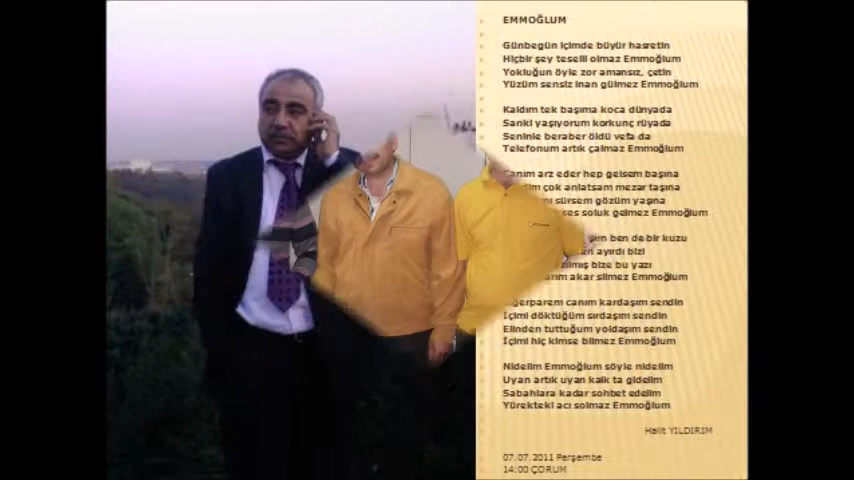 EMMOĞLUM
Günbegün içimde büyür hasretin
Hiçbir şey teselli olmaz Emmoğlum
Yokluğun öyle zor amansız, çetin
Yüzüm sensiz inan gülmez Emmoğlum
Kaldım tek başıma koca dünyada
Sanki yaşıyorum korkunç rüyada
Seninle beraber öldü vefa da
Telefonum artık çalmaz Emmoğlum
Canım arz eder hep gelsem başına
çok anlatsam mezar taşına
sürsem gözüm yaşına
ses soluk gelmez Emmoğlum
ben de bir kuzu
ayırdı bizi
bize bu yazı
akar silmez Emmoğlum
Ciğerparem canım kardaşım sendin
İçimi döktüğüm sırdaşım sendin
Elinden tuttuğum yoldaşım sendin
İçimi hiç kimse bilmez Emmoğlum
Nidelim Emmoğlum söyle nidelim
Uyan artık uyan kalk ta gidelim
Sabahlara kadar sohbet edelim
Yürekteki acı solmaz Emmoğlum
Halit YILDIRIM
07.07.2011 Perşembe
14:00 ÇORUM